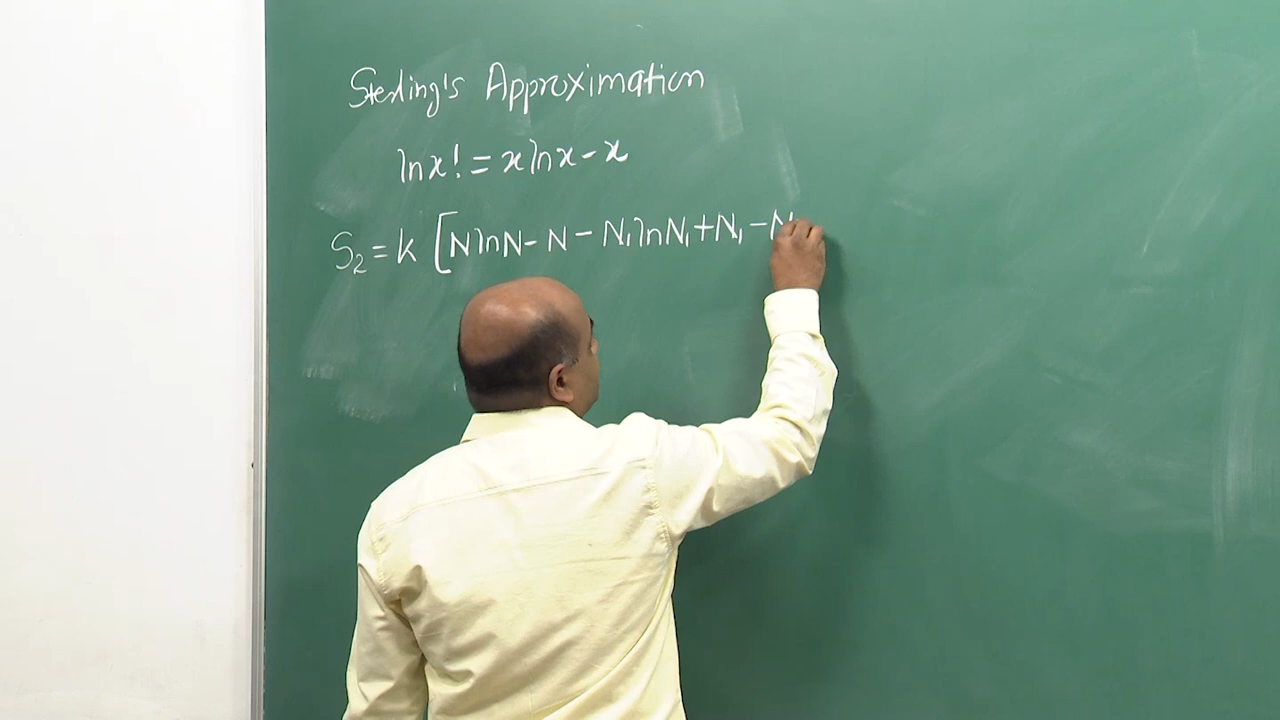 Sterling's Approximation
ln x! = x ln x - x
S₂ = k [N ln N - N - N₁ ln N₁ + N₁ - N